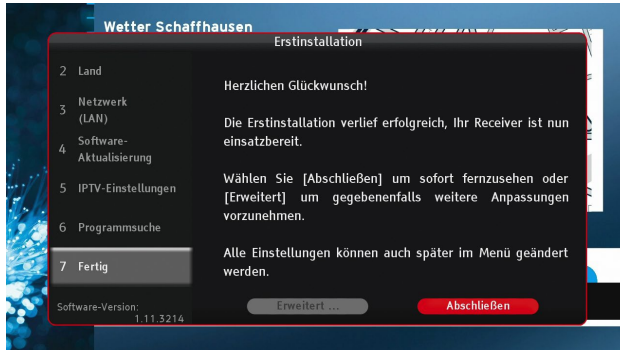 Wetter Schaffhausen
Erstinstallation
2 Land
3 Netzwerk
(LAN)
4 Software-
Aktualisierung
5 IPTV-Einstellungen
6 Programmsuche
7 Fertig
Software-Version:
1.11.3214
Herzlichen Glückwunsch!
Die Erstinstallation verlief erfolgreich, Ihr Receiver ist nun
einsatzbereit.
Wählen Sie [Abschließen] um sofort fernzusehen oder
[Erweitert] um gegebenenfalls weitere Anpassungen
vorzunehmen.
Alle Einstellungen können auch später im Menü geändert
werden.
Erweitert ...
Abschließen